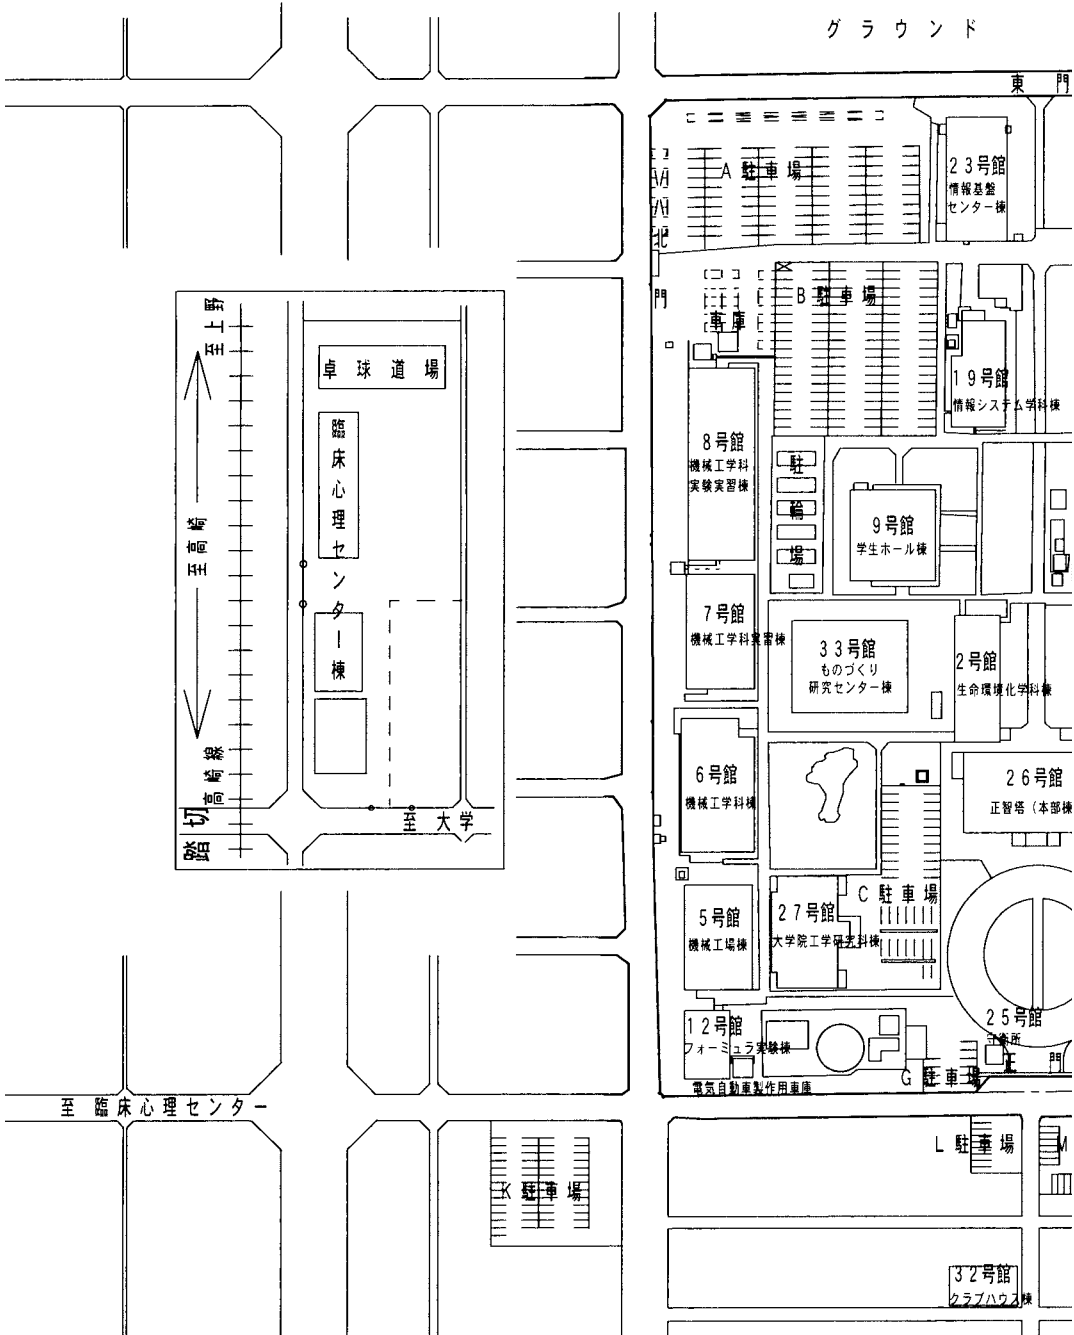 グラウンド
東門
23号館
情報基盤
センター棟
A駐車場
北
門
B駐車場
車庫
19号館
情報システム学科棟
至上野
至高崎
高崎線
踏切
卓球道場
臨床心理センター棟
至大学
8号館
機械工学科
実験実習棟
駐輪場
9号館
学生ホール棟
7号館
機械工学科実習棟
33号館
ものづくり
研究センター棟
2号館
生命環境化学科棟
6号館
機械工学科棟
26号館
正智塔(本部棟
C駐車場
5号館
機械工場棟
27号館
大学院工学研究科棟
12号館
フォーミュラ実験棟
電気自動車製作用車庫
25号館
守衛所
正門
G駐車場
至 臨床心理センター
K駐車場
L駐車場
M
32号館
クラブハウス棟